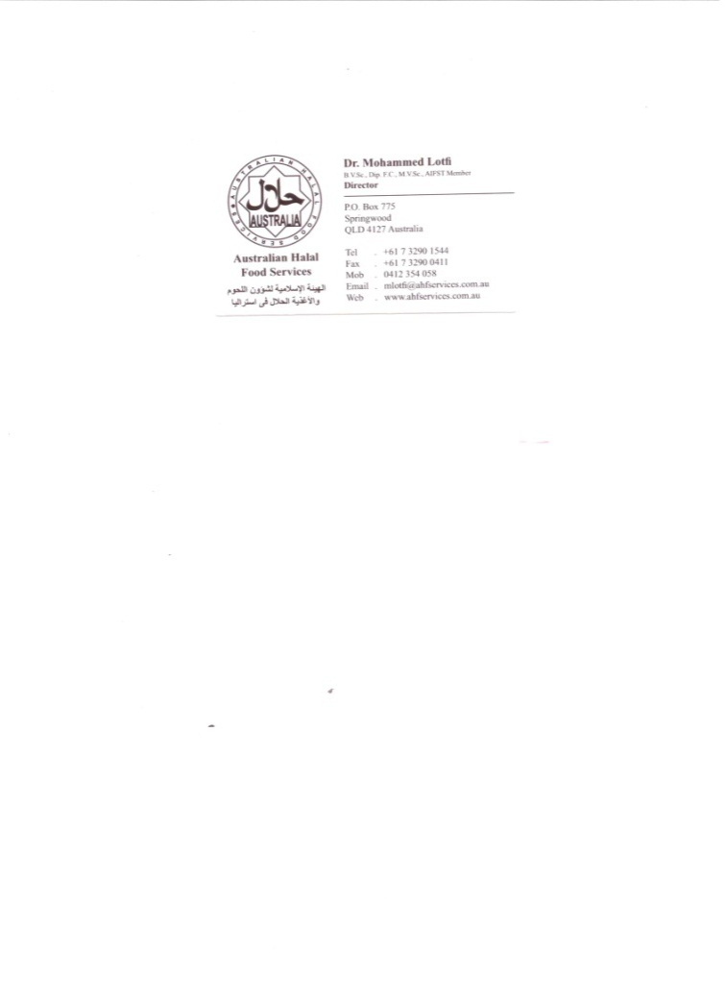 AUSTRALIAN HALAL FOOD SERVICES
حلال
AUSTRALIA
Australian Halal
Food Services
الهيئة الإسلامية لشؤون اللحوم
والأغذية الحلال فى استراليا
Dr. Mohammed Lotfi
B.V.Sc., Dip. F.C., M.V.Sc., AIFST Member
Director
P.O. Box 775
Springwood
QLD 4127 Australia
Tel . +61 7 3290 1544
Fax . +61 7 3290 0411
Mob . 0412 354 058
Email . mlotfi@ahfservices.com.au
Web . www.ahfservices.com.au